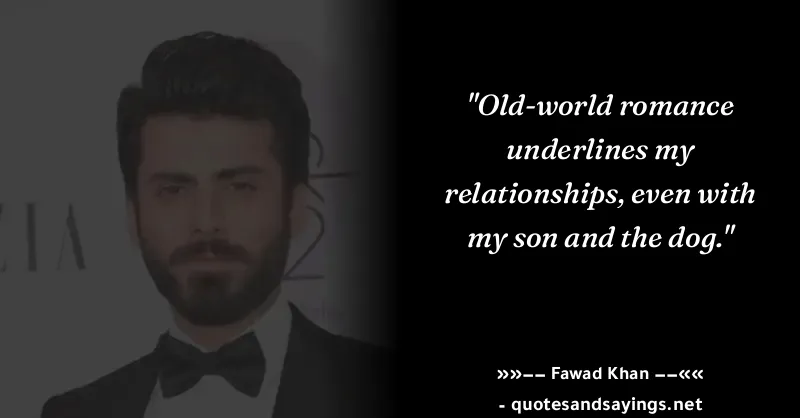 "Old-world romance
underlines my
relationships, even with
my son and the dog."
»»−− Fawad Khan −−««
- quotesandsayings.net